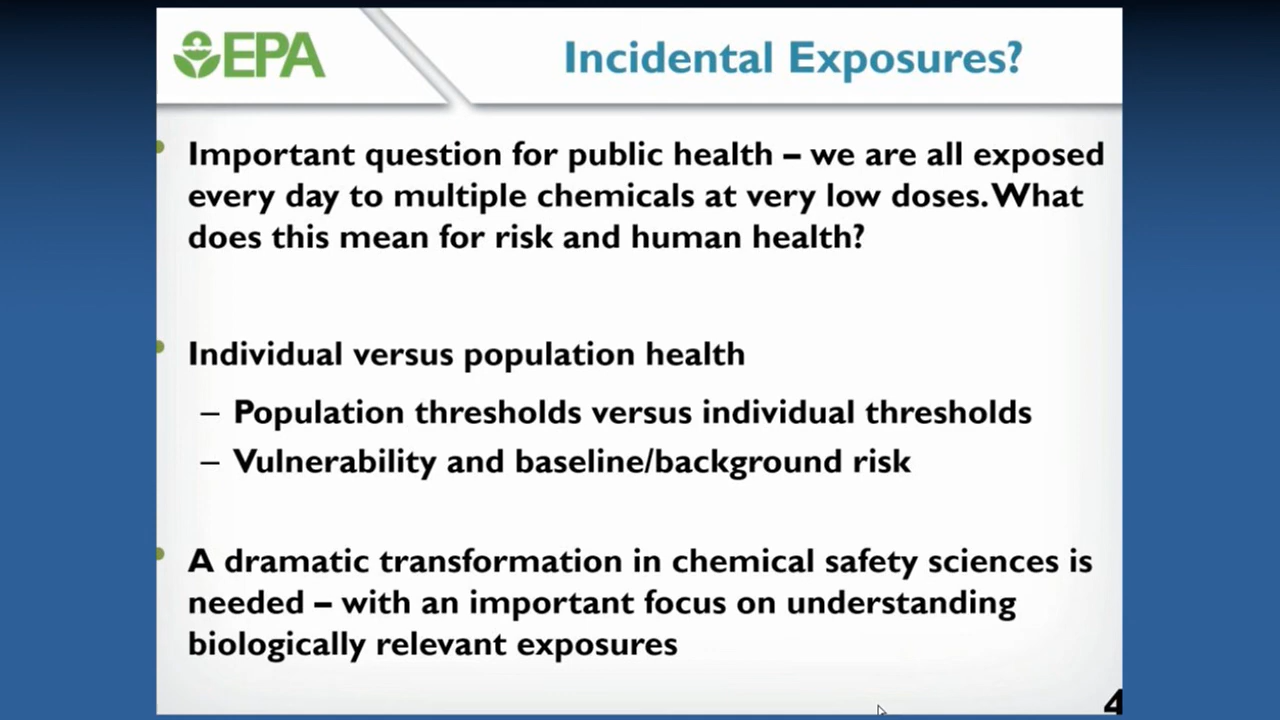 EPA
Incidental Exposures?
Important question for public health – we are all exposed
every day to multiple chemicals at very low doses. What
does this mean for risk and human health?
Individual versus population health
– Population thresholds versus individual thresholds
– Vulnerability and baseline/background risk
A dramatic transformation in chemical safety sciences is
needed – with an important focus on understanding
biologically relevant exposures
4